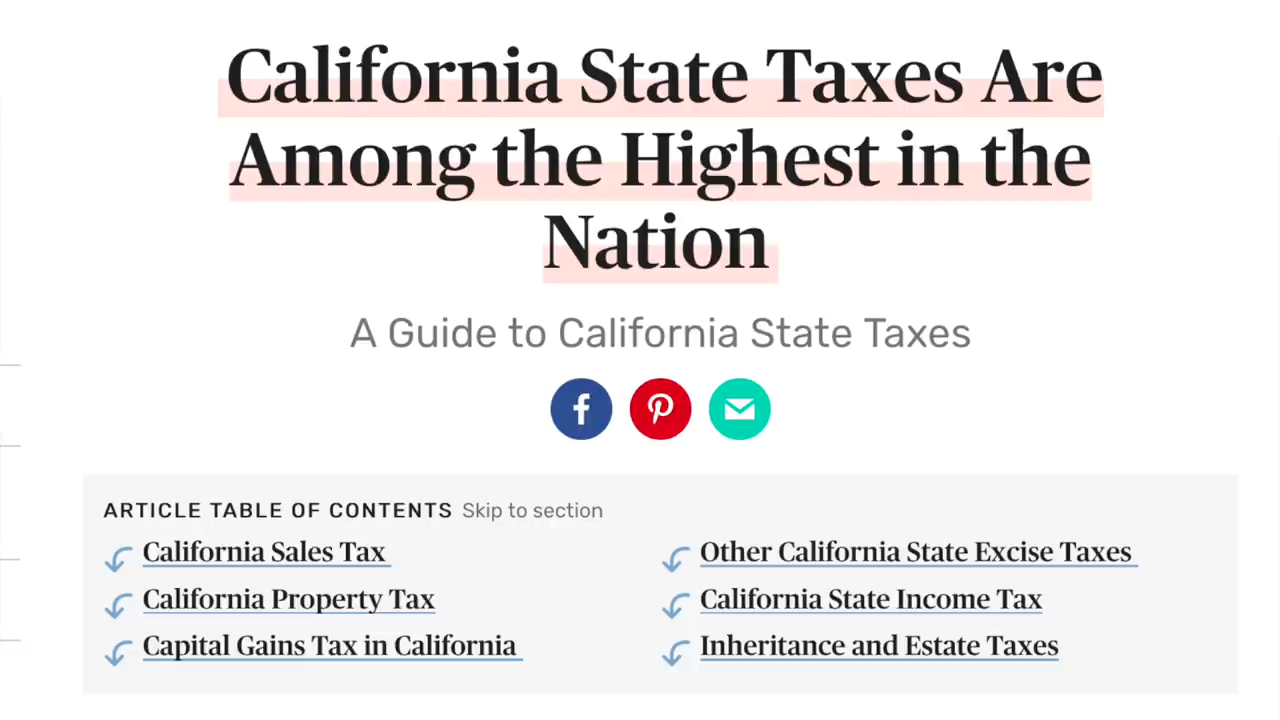 California State Taxes Are
Among the Highest in the
Nation
A Guide to California State Taxes
ARTICLE TABLE OF CONTENTS Skip to section
California Sales Tax
Other California State Excise Taxes
California Property Tax
California State Income Tax
Capital Gains Tax in California
Inheritance and Estate Taxes